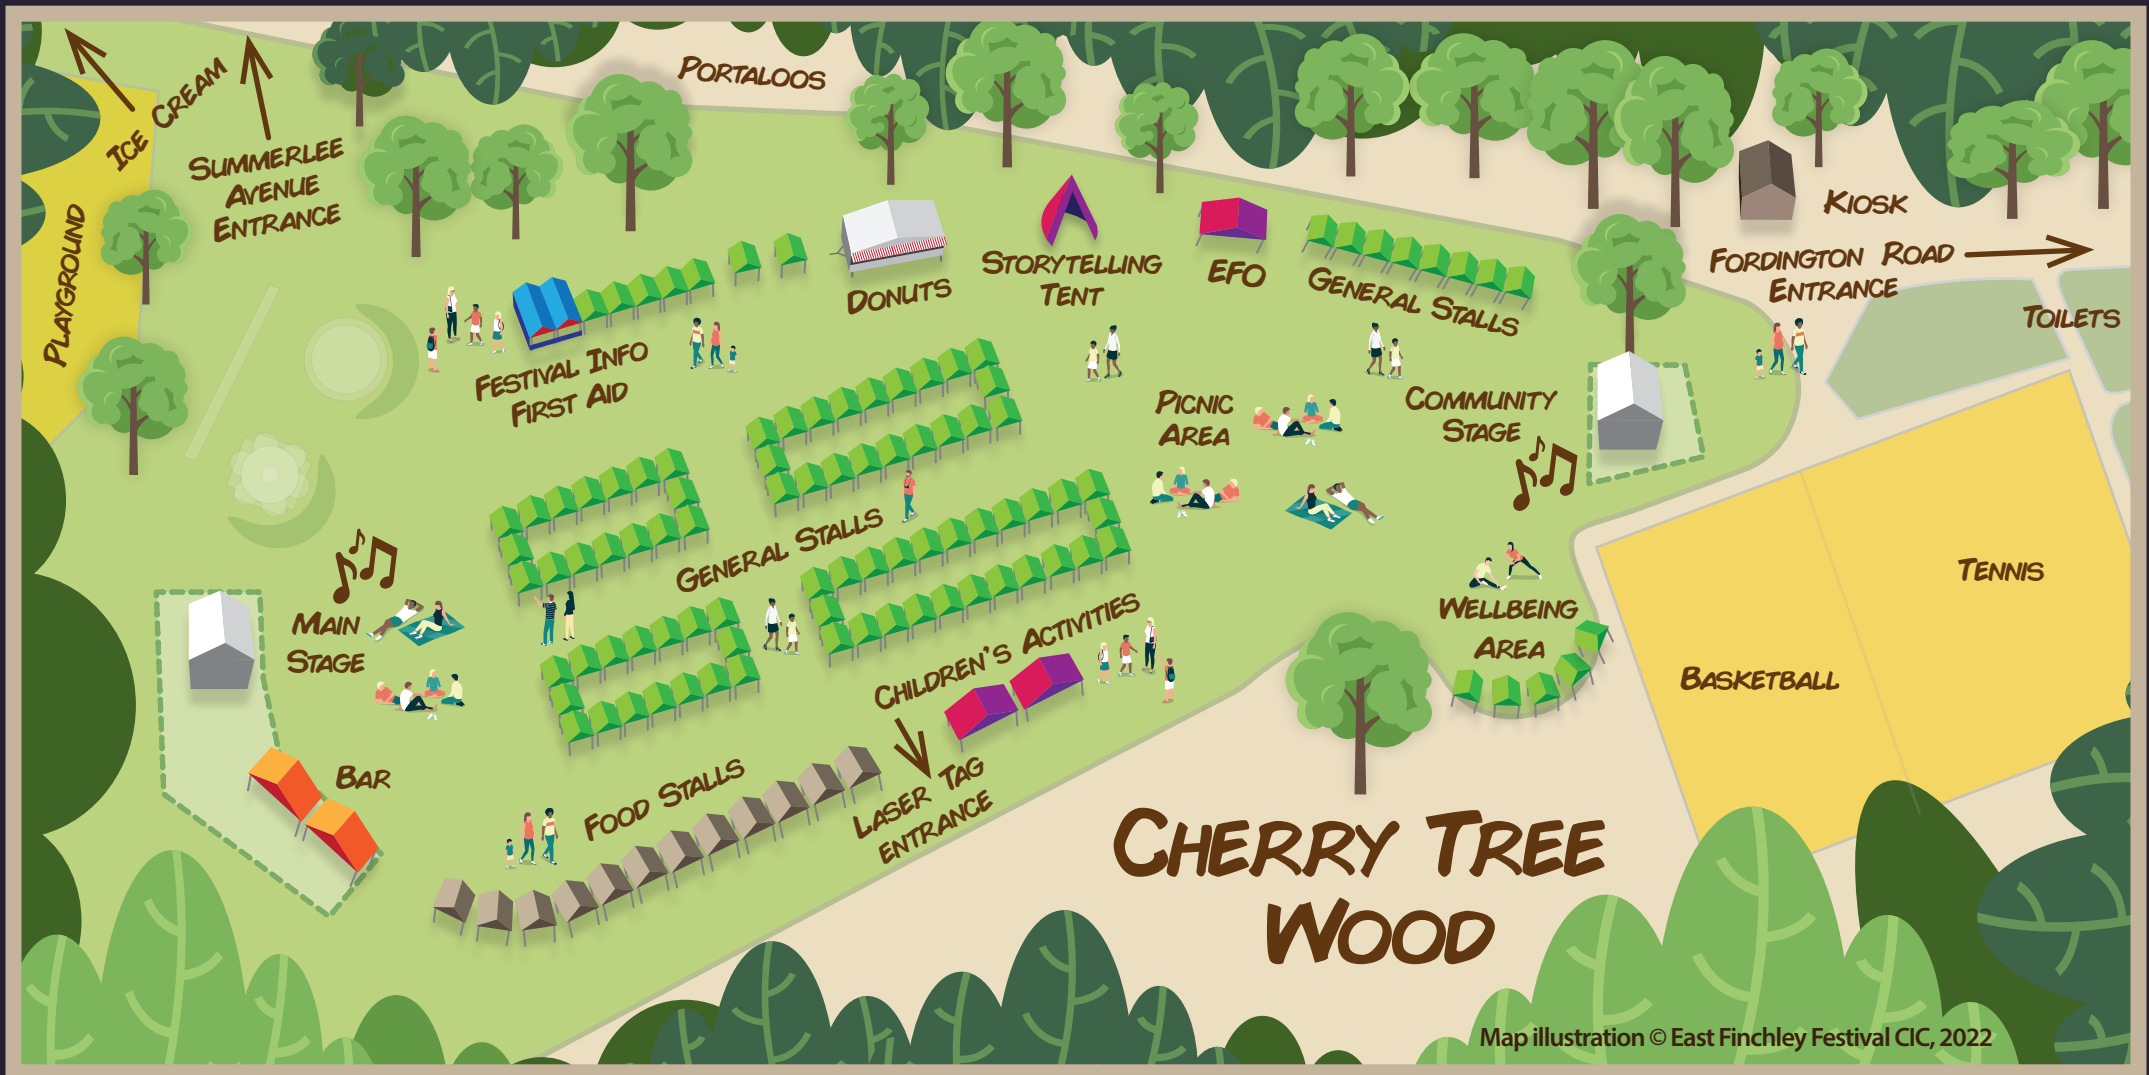 PORTALOOS
ICE CREAM
SUMMERLEE
AVENUE
ENTRANCE
PLAYGROUND
KIOSK
FORDINGTON ROAD
ENTRANCE
TOILETS
STORYTELLING
TENT
EFO
DONUTS
GENERAL STALLS
FESTIVAL INFO
FIRST AID
PICNIC
AREA
COMMUNITY
STAGE
GENERAL STALLS
MAIN
STAGE
WELLBEING
AREA
TENNIS
BASKETBALL
CHILDREN'S ACTIVITIES
BAR
FOOD STALLS
LASER TAG
ENTRANCE
CHERRY TREE
WOOD
Map illustration © East Finchley Festival CIC, 2022